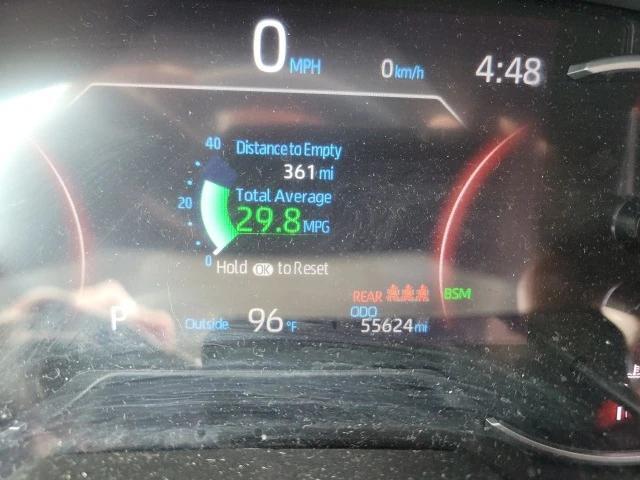 0 MPH 0 km/h 4:48
40 Distance to Empty
361 mi
Total Average
20 29.8 MPG
0 Hold OK to Reset
REAR BSM
P Outside 96 °F ODO 55624 mi